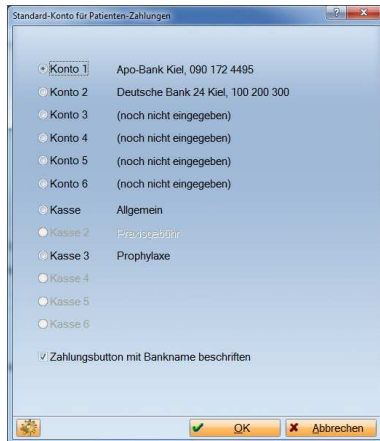 Standard-Konto für Patienten-Zahlungen
Konto 1 Apo-Bank Kiel, 090 172 4495
Konto 2 Deutsche Bank 24 Kiel, 100 200 300
Konto 3 (noch nicht eingegeben)
Konto 4 (noch nicht eingegeben)
Konto 5 (noch nicht eingegeben)
Konto 6 (noch nicht eingegeben)
Kasse Allgemein
Kasse 2 Praxisgebühr
Kasse 3 Prophylaxe
Kasse 4
Kasse 5
Kasse 6
Zahlungsbutton mit Bankname beschriften
OK Abbrechen